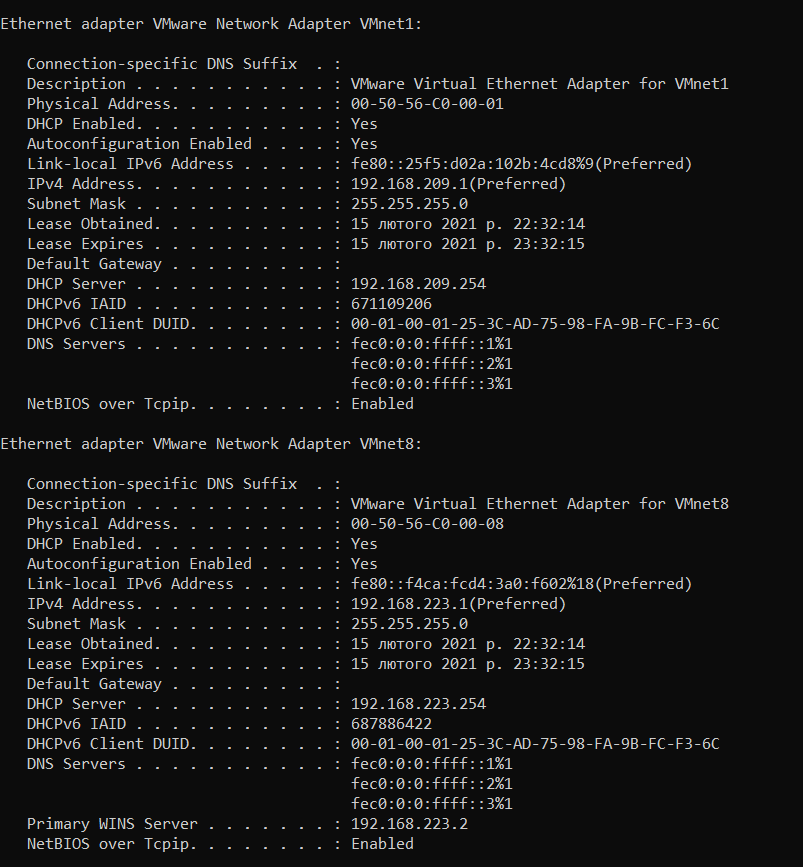 Ethernet adapter VMware Network Adapter VMnet1:

   Connection-specific DNS Suffix  . :
   Description . . . . . . . . . . . : VMware Virtual Ethernet Adapter for VMnet1
   Physical Address. . . . . . . . . : 00-50-56-C0-00-01
   DHCP Enabled. . . . . . . . . . . : Yes
   Autoconfiguration Enabled . . . . : Yes
   Link-local IPv6 Address . . . . . : fe80::25f5:d02a:102b:4cd8%9(Preferred)
   IPv4 Address. . . . . . . . . . . : 192.168.209.1(Preferred)
   Subnet Mask . . . . . . . . . . . : 255.255.255.0
   Lease Obtained. . . . . . . . . . : 15 лютого 2021 р. 22:32:14
   Lease Expires . . . . . . . . . . : 15 лютого 2021 р. 23:32:15
   Default Gateway . . . . . . . . . :
   DHCP Server . . . . . . . . . . . : 192.168.209.254
   DHCPv6 IAID . . . . . . . . . . . : 671109206
   DHCPv6 Client DUID. . . . . . . . : 00-01-00-01-25-3C-AD-75-98-FA-9B-FC-F3-6C
   DNS Servers . . . . . . . . . . . : fec0:0:0:ffff::1%1
                                       fec0:0:0:ffff::2%1
                                       fec0:0:0:ffff::3%1
   NetBIOS over Tcpip. . . . . . . . : Enabled

Ethernet adapter VMware Network Adapter VMnet8:

   Connection-specific DNS Suffix  . :
   Description . . . . . . . . . . . : VMware Virtual Ethernet Adapter for VMnet8
   Physical Address. . . . . . . . . : 00-50-56-C0-00-08
   DHCP Enabled. . . . . . . . . . . : Yes
   Autoconfiguration Enabled . . . . : Yes
   Link-local IPv6 Address . . . . . : fe80::f4ca:fcd4:3a0:f602%18(Preferred)
   IPv4 Address. . . . . . . . . . . : 192.168.223.1(Preferred)
   Subnet Mask . . . . . . . . . . . : 255.255.255.0
   Lease Obtained. . . . . . . . . . : 15 лютого 2021 р. 22:32:14
   Lease Expires . . . . . . . . . . : 15 лютого 2021 р. 23:32:15
   Default Gateway . . . . . . . . . :
   DHCP Server . . . . . . . . . . . : 192.168.223.254
   DHCPv6 IAID . . . . . . . . . . . : 687886422
   DHCPv6 Client DUID. . . . . . . . : 00-01-00-01-25-3C-AD-75-98-FA-9B-FC-F3-6C
   DNS Servers . . . . . . . . . . . : fec0:0:0:ffff::1%1
                                       fec0:0:0:ffff::2%1
                                       fec0:0:0:ffff::3%1
   Primary WINS Server . . . . . . . : 192.168.223.2
   NetBIOS over Tcpip. . . . . . . . : Enabled